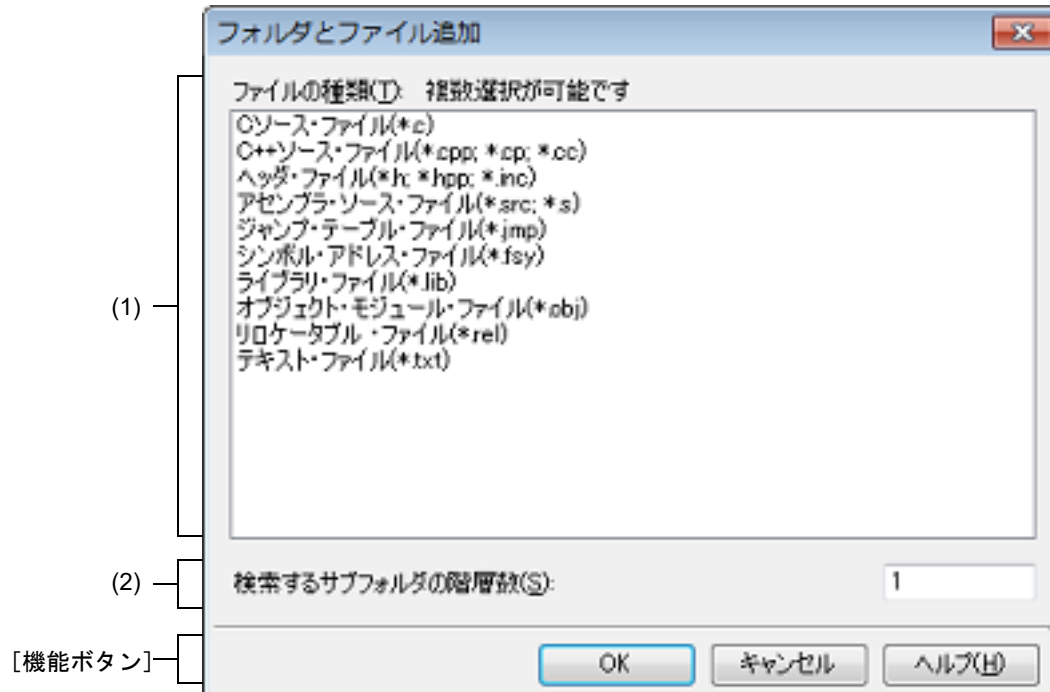 フォルダとファイル追加
ファイルの種類(T): 複数選択が可能です
Cソース・ファイル(*.c)
C++ソース・ファイル(*.cpp; *.cp; *.cc)
ヘッダ・ファイル(*.h; *.hpp; *.inc)
アセンブラ・ソース・ファイル(*.src; *.s)
ジャンプ・テーブル・ファイル(*.jmp)
シンボル・アドレス・ファイル(*.fsy)
ライブラリ・ファイル(*.lib)
(1)
オブジェクト・モジュール・ファイル(*.obj)
リロケータブル ・ファイル(*.rel)
テキスト・ファイル(*.txt)
(2)
検索するサブフォルダの階層数(S):
1
[機能ボタン]
OK
キャンセル
ヘルプ(H)